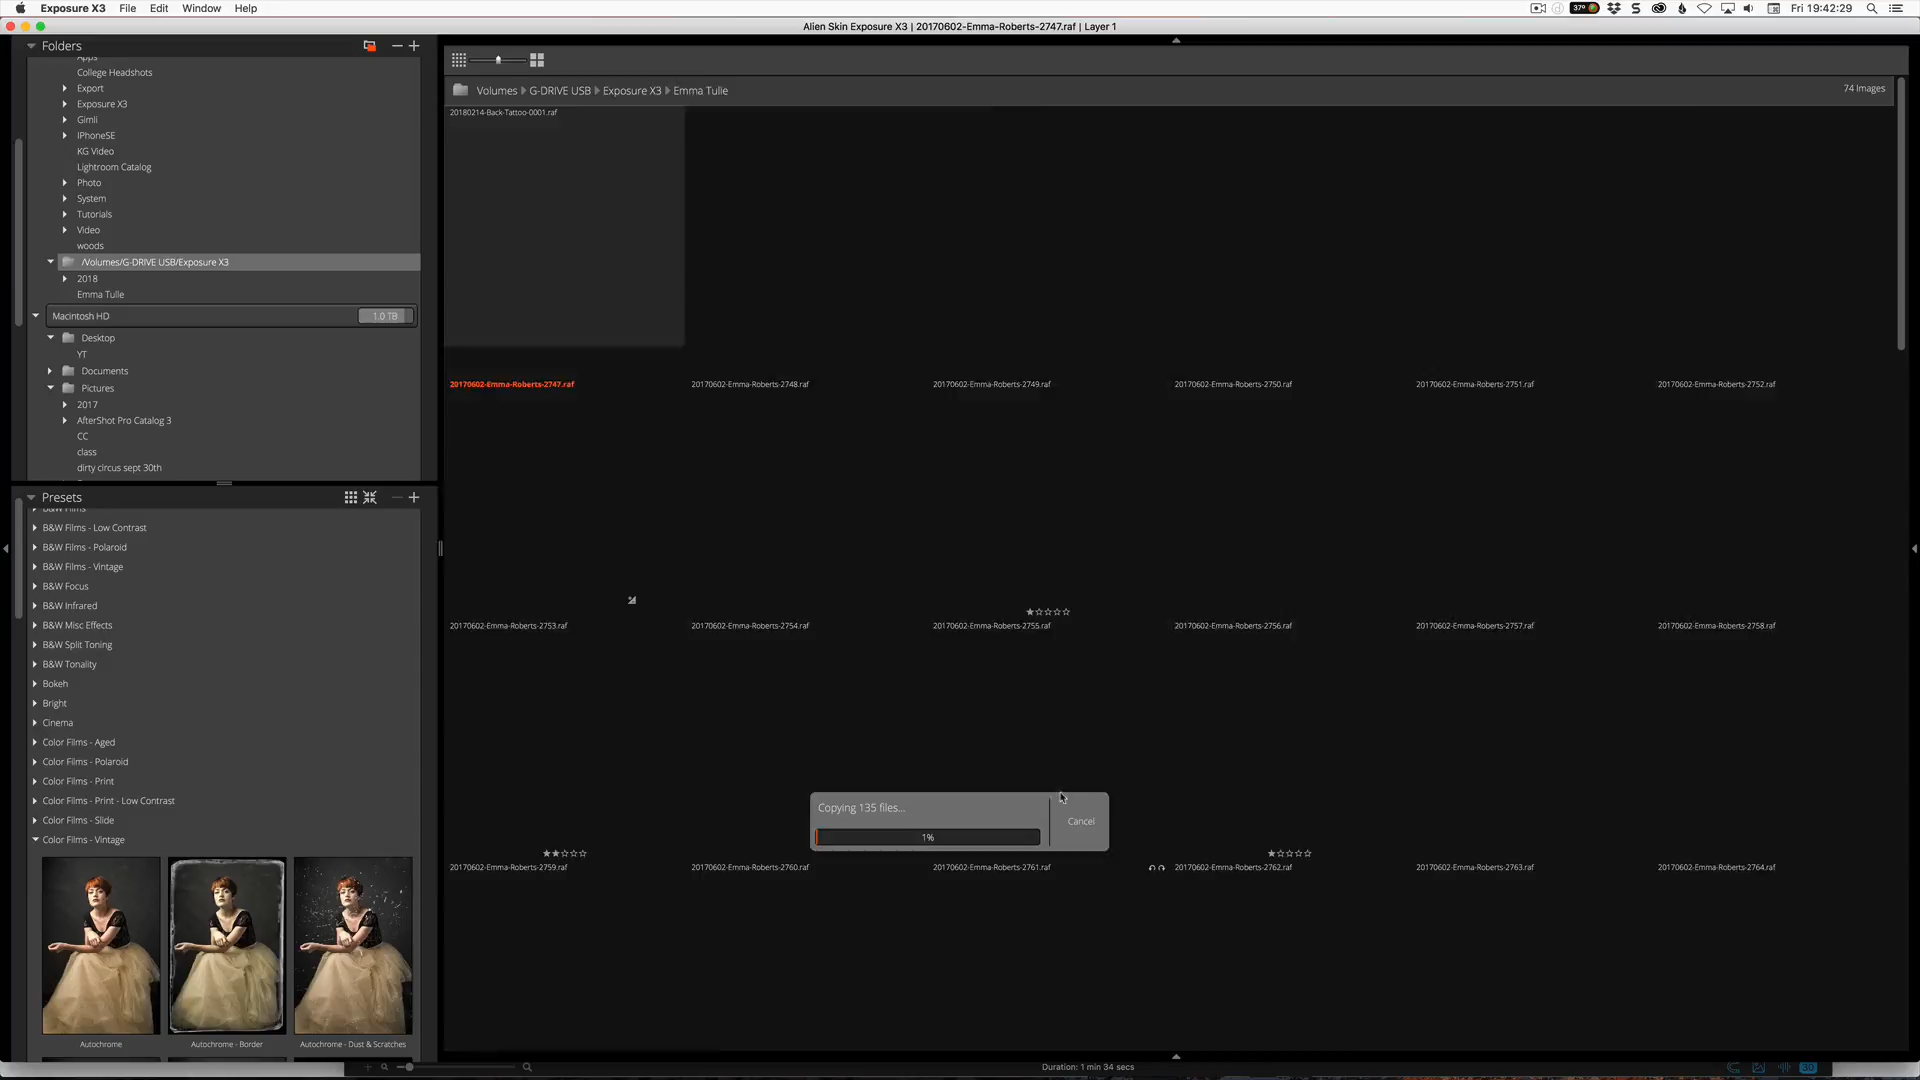 Exposure X3 File Edit Window Help
37° Fri 19:42:29
Alien Skin Exposure X3 | 20170602-Emma-Roberts-2747.raf | Layer 1
Folders
Apps
College Headshots
Export
Exposure X3
Gimli
IPhoneSE
KG Video
Lightroom Catalog
Photo
System
Tutorials
Video
woods
/Volumes/G-DRIVE USB/Exposure X3
2018
Emma Tulle
Macintosh HD 1.0 TB
Desktop
YT
Documents
Pictures
2017
AfterShot Pro Catalog 3
CC
class
dirty circus sept 30th
Presets
B&W Films
B&W Films - Low Contrast
B&W Films - Polaroid
B&W Films - Vintage
B&W Focus
B&W Infrared
B&W Misc Effects
B&W Split Toning
B&W Tonality
Bokeh
Bright
Cinema
Color Films - Aged
Color Films - Polaroid
Color Films - Print
Color Films - Print - Low Contrast
Color Films - Slide
Color Films - Vintage
Autochrome
Autochrome - Border
Autochrome - Dust & Scratches
Volumes G-DRIVE USB Exposure X3 Emma Tulle
74 Images
20180214-Back-Tattoo-0001.raf
20170602-Emma-Roberts-2747.raf
20170602-Emma-Roberts-2748.raf
20170602-Emma-Roberts-2749.raf
20170602-Emma-Roberts-2750.raf
20170602-Emma-Roberts-2751.raf
20170602-Emma-Roberts-2752.raf
20170602-Emma-Roberts-2753.raf
20170602-Emma-Roberts-2754.raf
20170602-Emma-Roberts-2755.raf
20170602-Emma-Roberts-2756.raf
20170602-Emma-Roberts-2757.raf
20170602-Emma-Roberts-2758.raf
Copying 135 files...
1%
Cancel
20170602-Emma-Roberts-2759.raf
20170602-Emma-Roberts-2760.raf
20170602-Emma-Roberts-2761.raf
20170602-Emma-Roberts-2762.raf
20170602-Emma-Roberts-2763.raf
20170602-Emma-Roberts-2764.raf
Duration: 1 min 34 secs
30